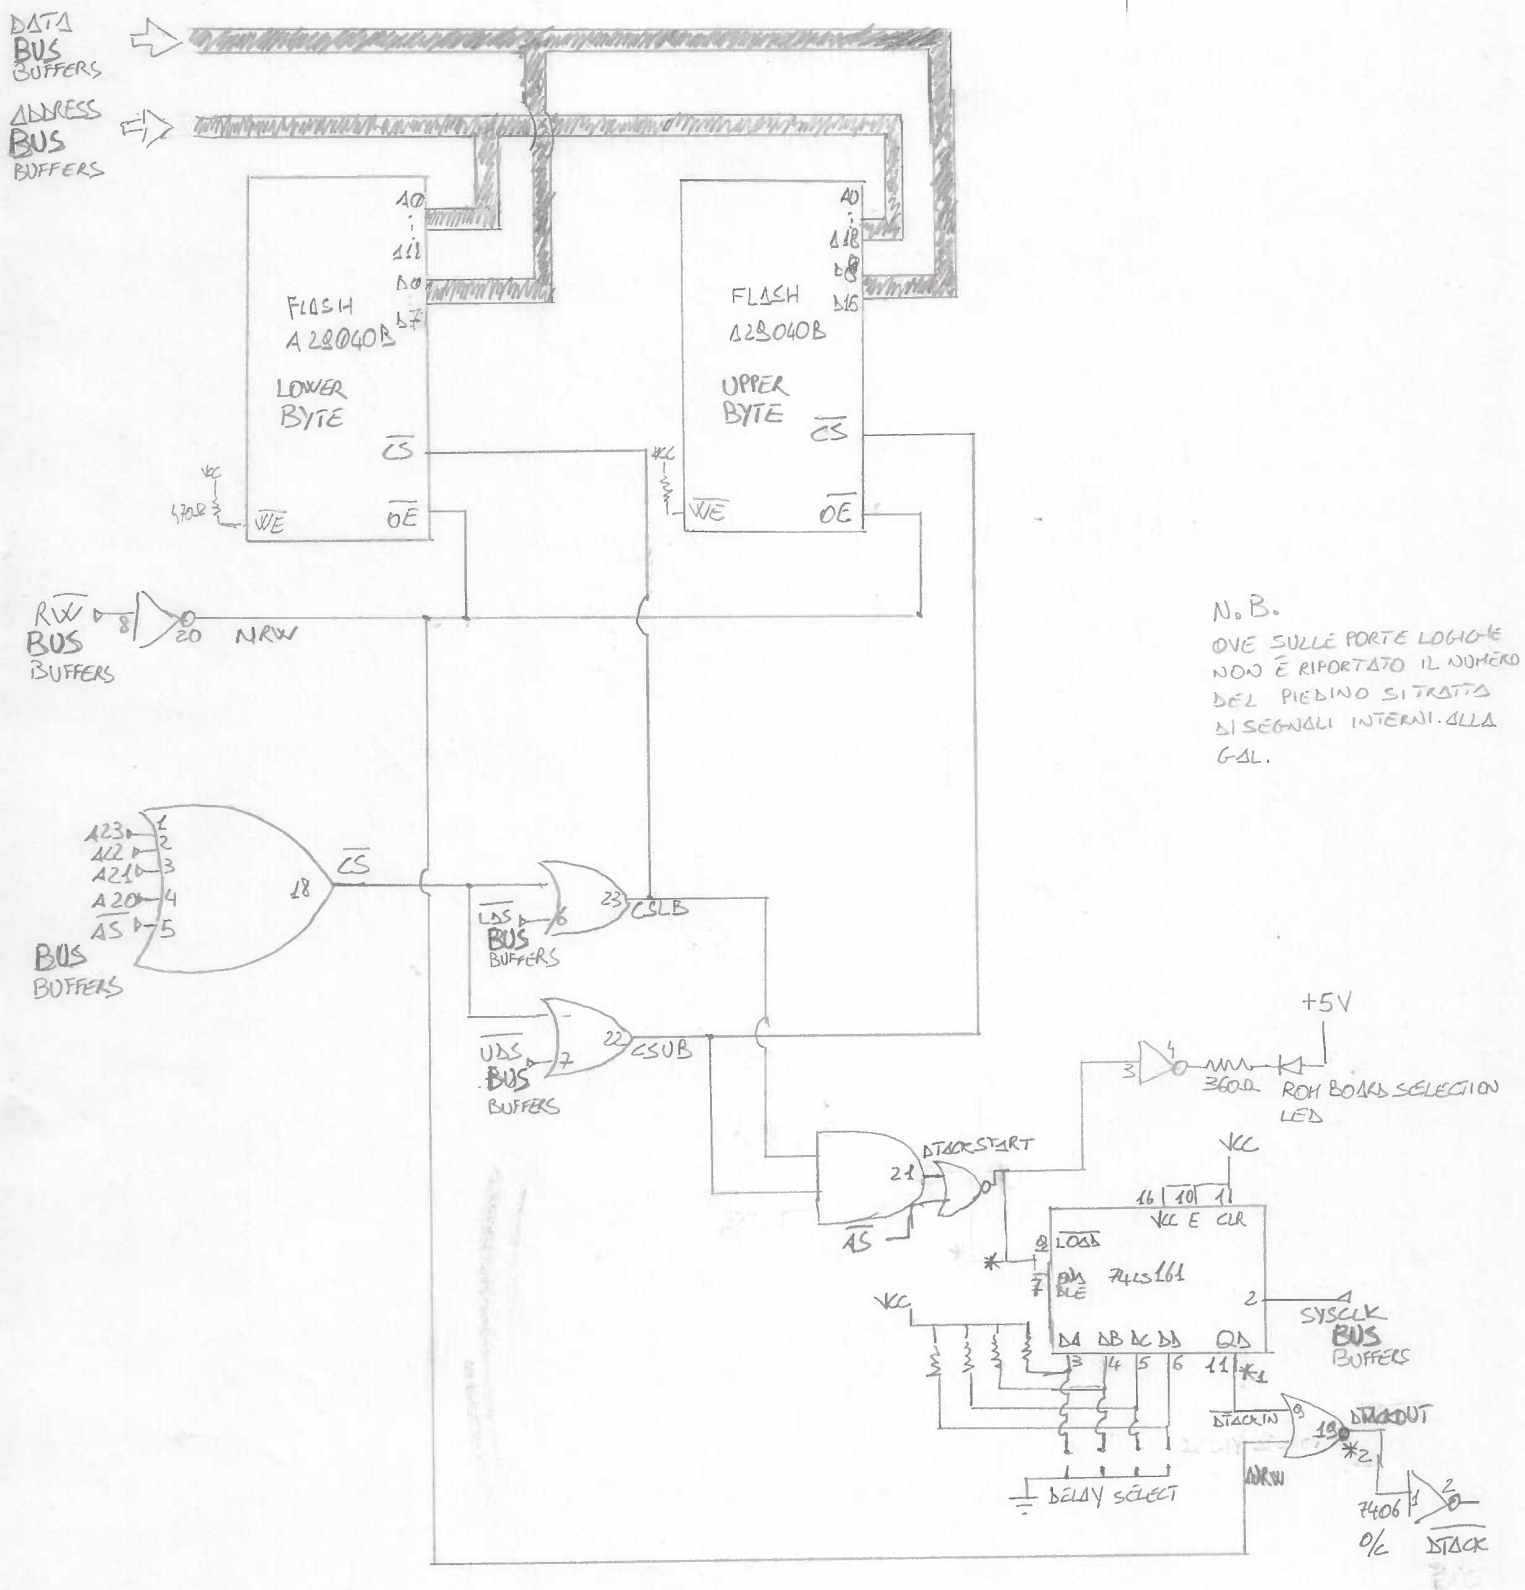 DATA
BUS
BUFFERS
ADDRESS
BUS
BUFFERS
A0
A18
D0
D7
FLASH
A29040B
LOWER
BYTE
CS
OE
WE
VCC
470Ω
A0
A18
D8
D15
FLASH
A29040B
UPPER
BYTE
CS
OE
WE
VCC
RW
BUS
BUFFERS
8
20
NRW
N.B.
OVE SULLE PORTE LOGICHE
NON È RIPORTATO IL NUMERO
DEL PIEDINO SI TRATTA
DI SEGNALI INTERNI ALLA
GAL.
A23 1
A22 2
A21 3
A20 4
AS 5
BUS
BUFFERS
18
CS
LDS 6
BUS
BUFFERS
23
CSLB
UDS 7
BUS
BUFFERS
22
CSUB
21
AS
DTACKSTART
3
4
360Ω
+5V
ROM BOARD SELECTION
LED
VCC
16 10 1
VCC E CLR
9 LOAD
7 ENA
BLE
*
74LS161
2
SYSCLK
BUS
BUFFERS
VCC
DA DB DC DD QD
3 4 5 6 11 *1
DELAY SELECT
DTACKIN
9
19
DTACKOUT
*2
NRW
7406
O/C
1
2
DTACK